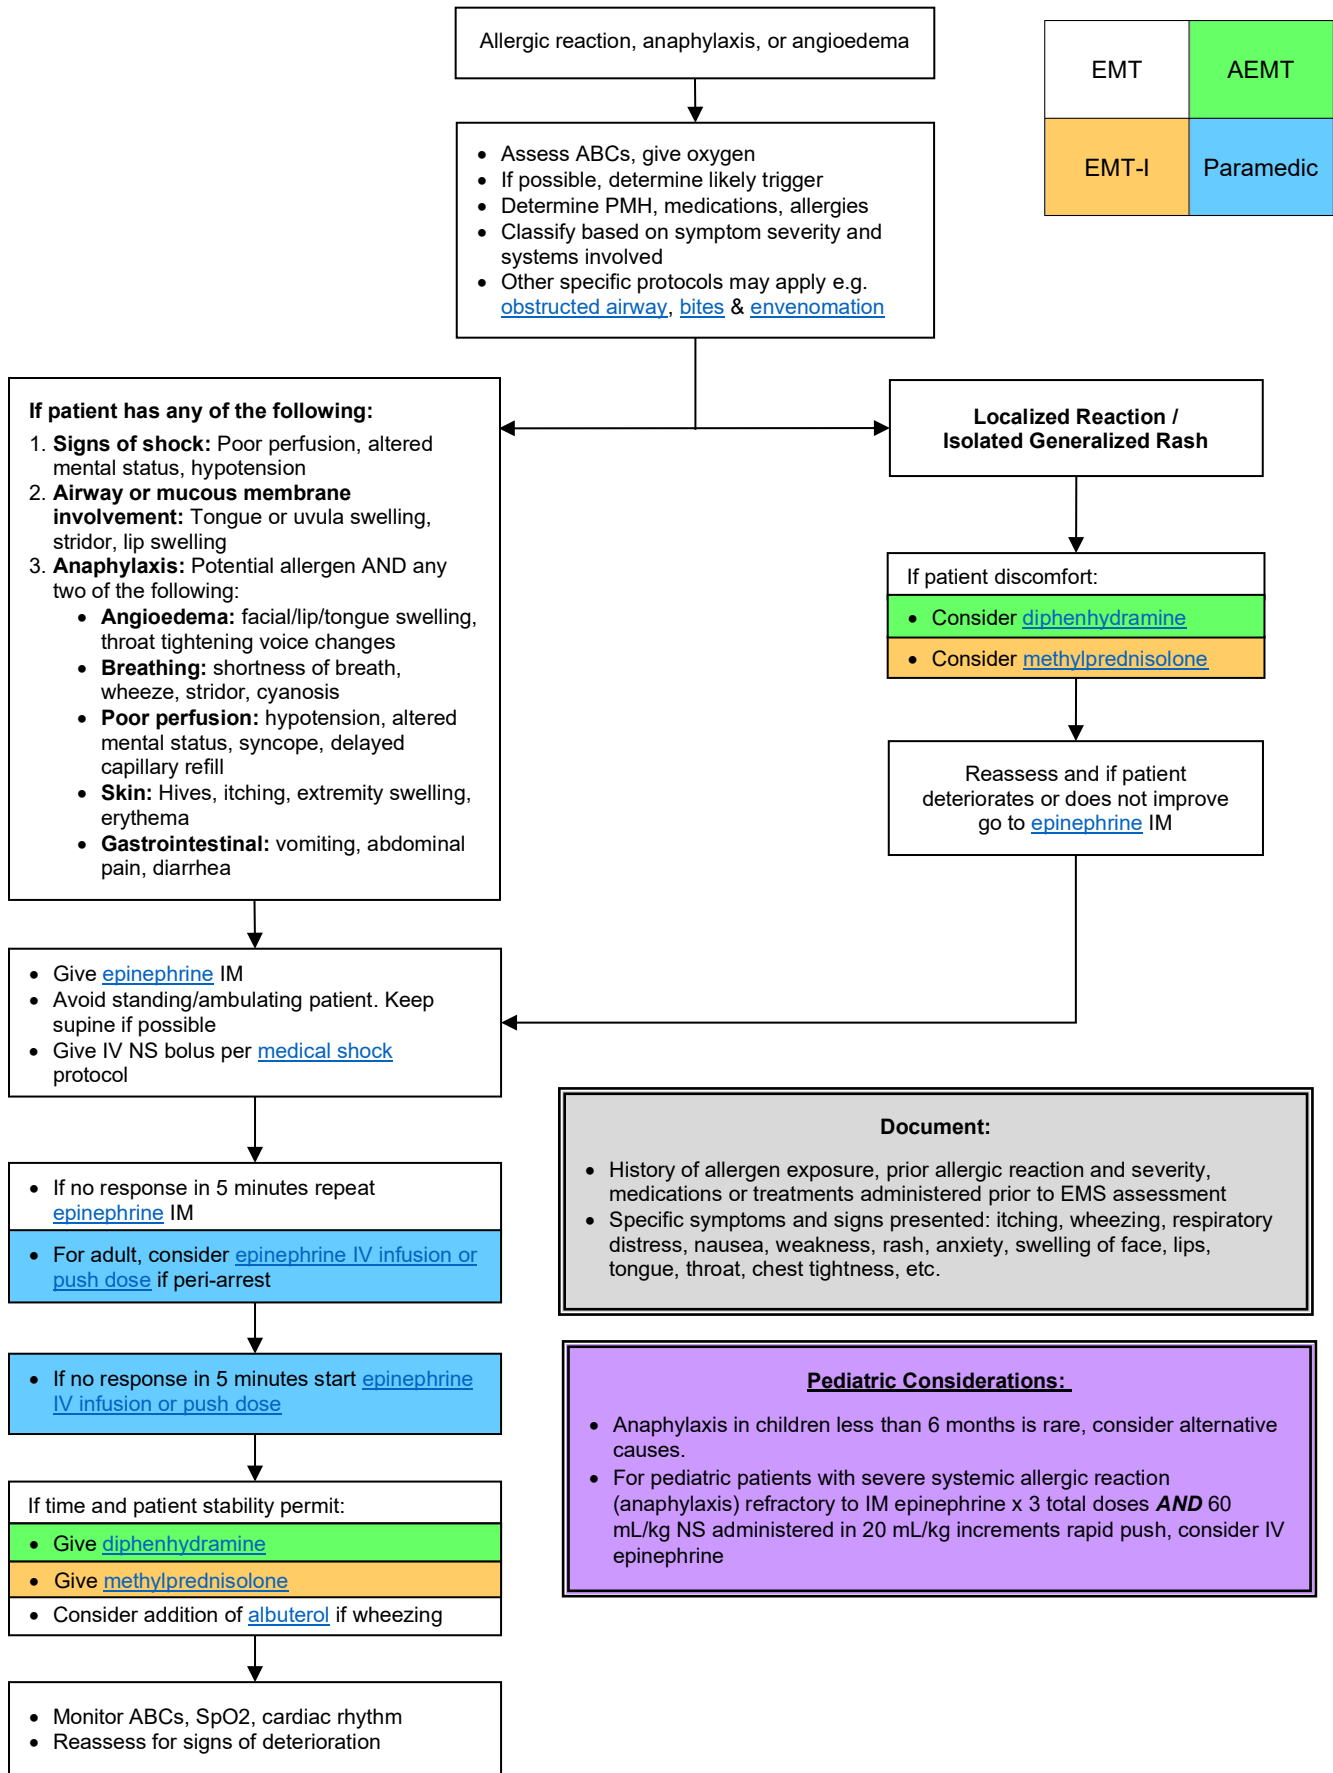 Allergic reaction, anaphylaxis, or angioedema
EMT
AEMT
EMT-I
Paramedic
• Assess ABCs, give oxygen
• If possible, determine likely trigger
• Determine PMH, medications, allergies
• Classify based on symptom severity and
systems involved
• Other specific protocols may apply e.g.
obstructed airway, bites & envenomation
If patient has any of the following:
1. Signs of shock: Poor perfusion, altered
mental status, hypotension
2. Airway or mucous membrane
involvement: Tongue or uvula swelling,
stridor, lip swelling
3. Anaphylaxis: Potential allergen AND any
two of the following:
• Angioedema: facial/lip/tongue swelling,
throat tightening voice changes
• Breathing: shortness of breath,
wheeze, stridor, cyanosis
• Poor perfusion: hypotension, altered
mental status, syncope, delayed
capillary refill
• Skin: Hives, itching, extremity swelling,
erythema
• Gastrointestinal: vomiting, abdominal
pain, diarrhea
Localized Reaction /
Isolated Generalized Rash
If patient discomfort:
• Consider diphenhydramine
• Consider methylprednisolone
Reassess and if patient
deteriorates or does not improve
go to epinephrine IM
• Give epinephrine IM
• Avoid standing/ambulating patient. Keep
supine if possible
• Give IV NS bolus per medical shock
protocol
• If no response in 5 minutes repeat
epinephrine IM
• For adult, consider epinephrine IV infusion or
push dose if peri-arrest
• If no response in 5 minutes start epinephrine
IV infusion or push dose
If time and patient stability permit:
• Give diphenhydramine
• Give methylprednisolone
• Consider addition of albuterol if wheezing
• Monitor ABCs, SpO2, cardiac rhythm
• Reassess for signs of deterioration
Document:
• History of allergen exposure, prior allergic reaction and severity,
medications or treatments administered prior to EMS assessment
• Specific symptoms and signs presented: itching, wheezing, respiratory
distress, nausea, weakness, rash, anxiety, swelling of face, lips,
tongue, throat, chest tightness, etc.
Pediatric Considerations:
• Anaphylaxis in children less than 6 months is rare, consider alternative
causes.
• For pediatric patients with severe systemic allergic reaction
(anaphylaxis) refractory to IM epinephrine x 3 total doses AND 60
mL/kg NS administered in 20 mL/kg increments rapid push, consider IV
epinephrine